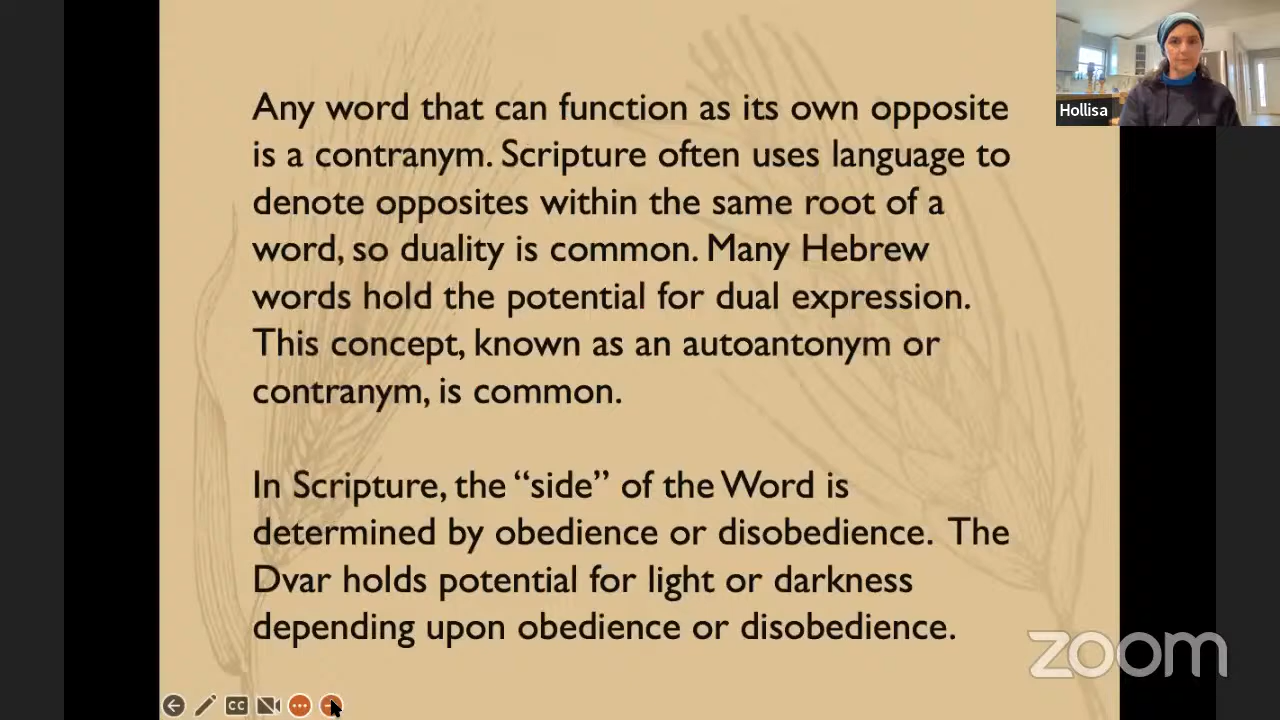 Any word that can function as its own opposite
is a contranym. Scripture often uses language to
denote opposites within the same root of a
word, so duality is common. Many Hebrew
words hold the potential for dual expression.
This concept, known as an autoantonym or
contranym, is common.
In Scripture, the “side” of the Word is
determined by obedience or disobedience. The
Dvar holds potential for light or darkness
depending upon obedience or disobedience.
Hollisa
zoom
CC